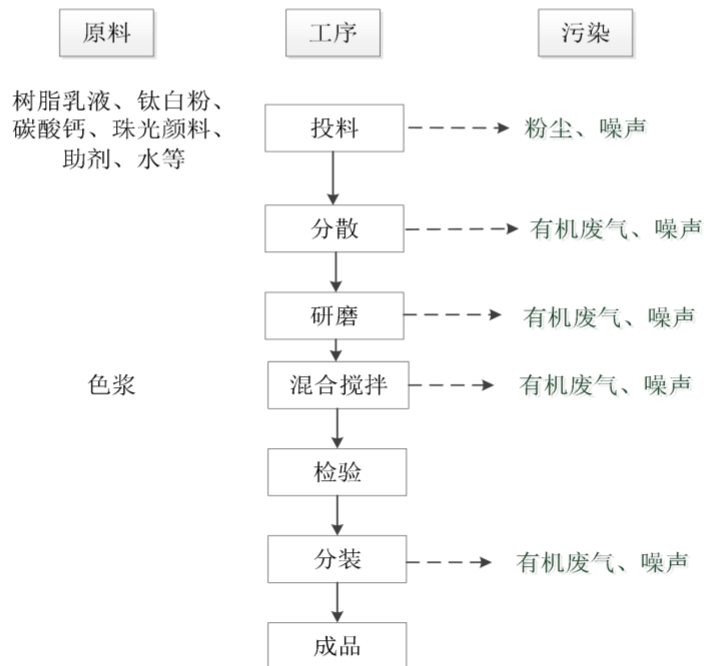 原料
工序
污染
树脂乳液、钛白粉、
碳酸钙、珠光颜料、
助剂、水等
投料
粉尘、噪声
分散
有机废气、噪声
研磨
有机废气、噪声
色浆
混合搅拌
有机废气、噪声
检验
分装
有机废气、噪声
成品